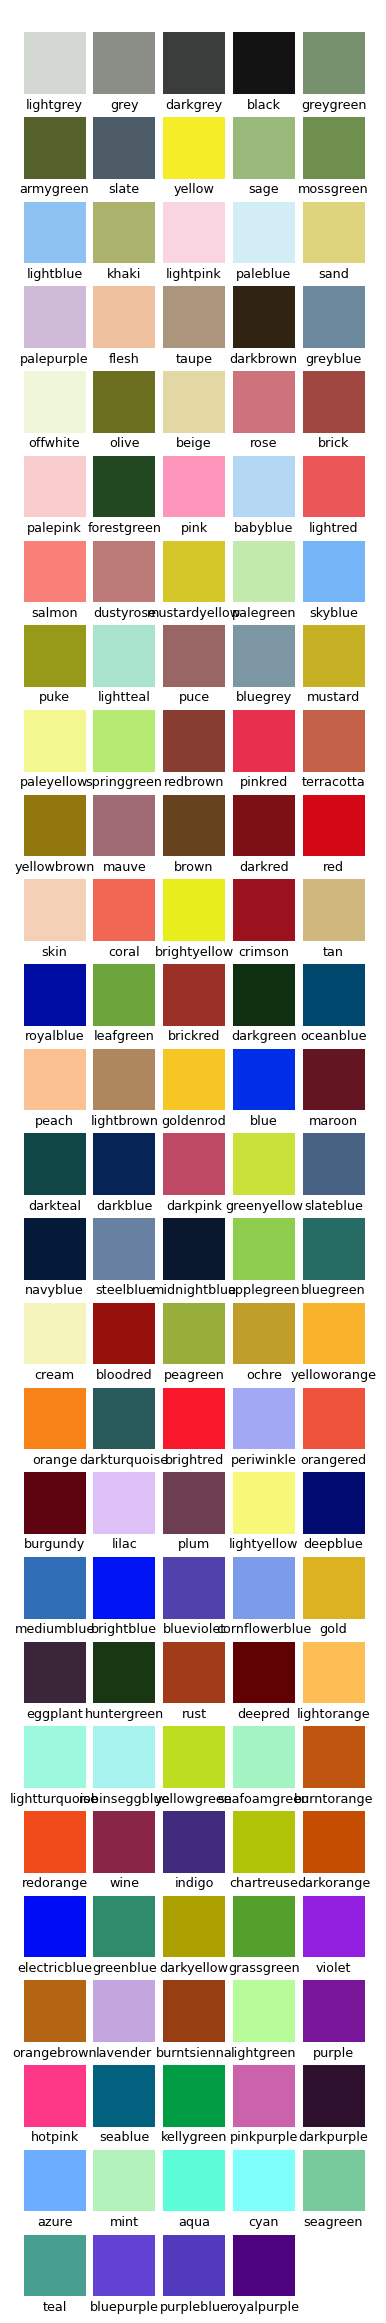 lightgrey grey darkgrey black greygreen
armygreen slate yellow sage mossgreen
lightblue khaki lightpink paleblue sand
palepurple flesh taupe darkbrown greyblue
offwhite olive beige rose brick
palepink forestgreen pink babyblue lightred
salmon dustyrose mustardyellow palegreen skyblue
puke lightteal puce bluegrey mustard
paleyellow springgreen redbrown pinkred terracotta
yellowbrown mauve brown darkred red
skin coral brightyellow crimson tan
royalblue leafgreen brickred darkgreen oceanblue
peach lightbrown goldenrod blue maroon
darkteal darkblue darkpink greenyellow slateblue
navyblue steelblue midnightblue applegreen bluegreen
cream bloodred peagreen ochre yelloworange
orange darkturquoise brightred periwinkle orangered
burgundy lilac plum lightyellow deepblue
mediumblue brightblue blueviolet cornflowerblue gold
eggplant huntergreen rust deepred lightorange
lightturquoise robinseggblue yellowgreen seafoamgreen burntorange
redorange wine indigo chartreuse darkorange
electricblue greenblue darkyellow grassgreen violet
orangebrown lavender burntsienna lightgreen purple
hotpink seablue kellygreen pinkpurple darkpurple
azure mint aqua cyan seagreen
teal bluepurple purpleblue royalpurple